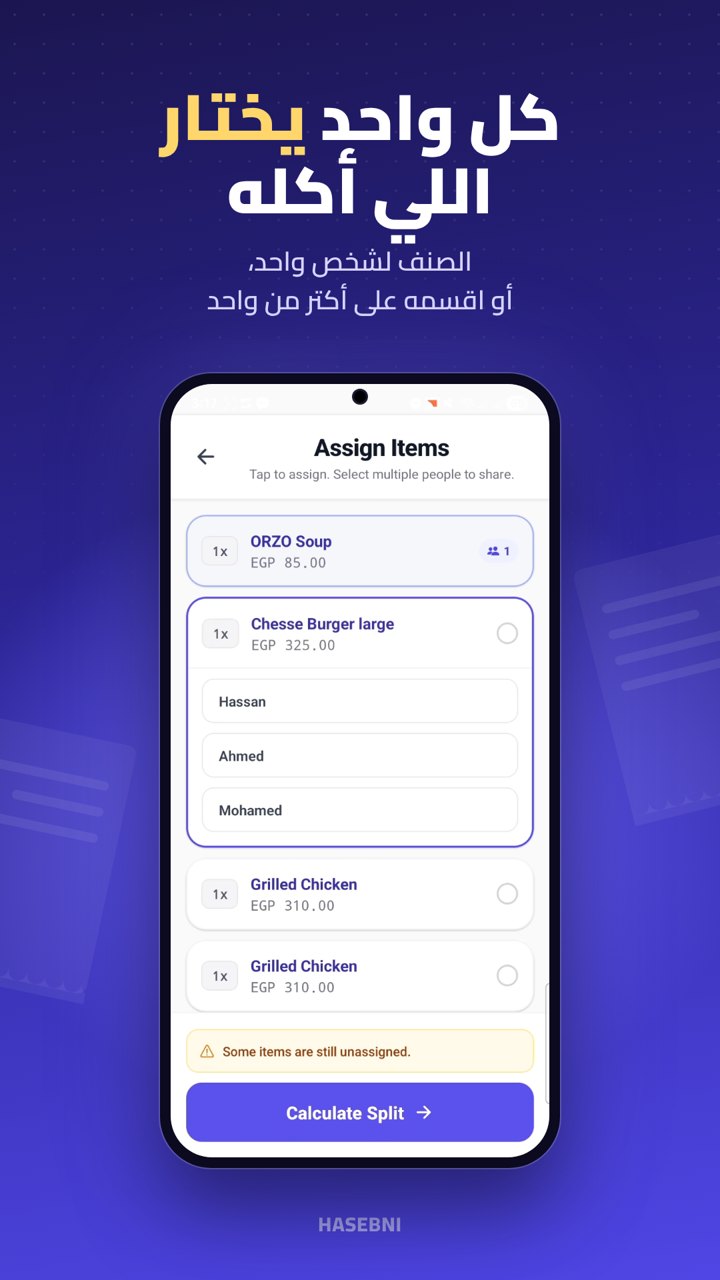 كل واحد يختار
اللي أكله
الصنف لشخص واحد،
أو اقسمه على أكتر من واحد
Assign Items
Tap to assign. Select multiple people to share.
1x
ORZO Soup
EGP 85.00
1
1x
Chesse Burger large
EGP 325.00
Hassan
Ahmed
Mohamed
1x
Grilled Chicken
EGP 310.00
1x
Grilled Chicken
EGP 310.00
Some items are still unassigned.
Calculate Split
HASEBNI